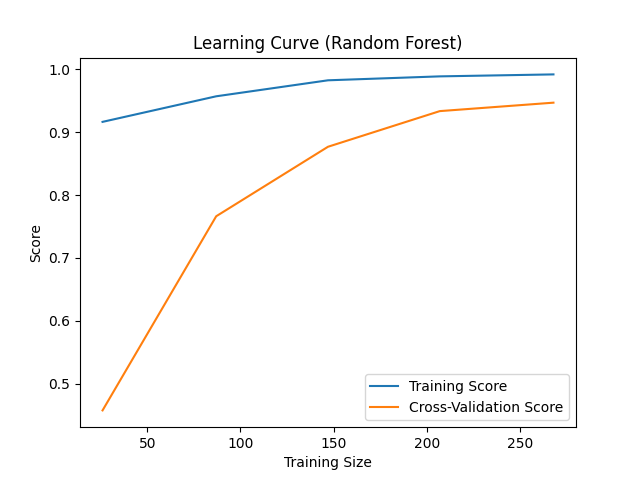 Learning Curve (Random Forest)
1.0
0.9
0.8
0.7
0.6
0.5
Score
50
100
150
200
250
Training Size
Training Score
Cross-Validation Score